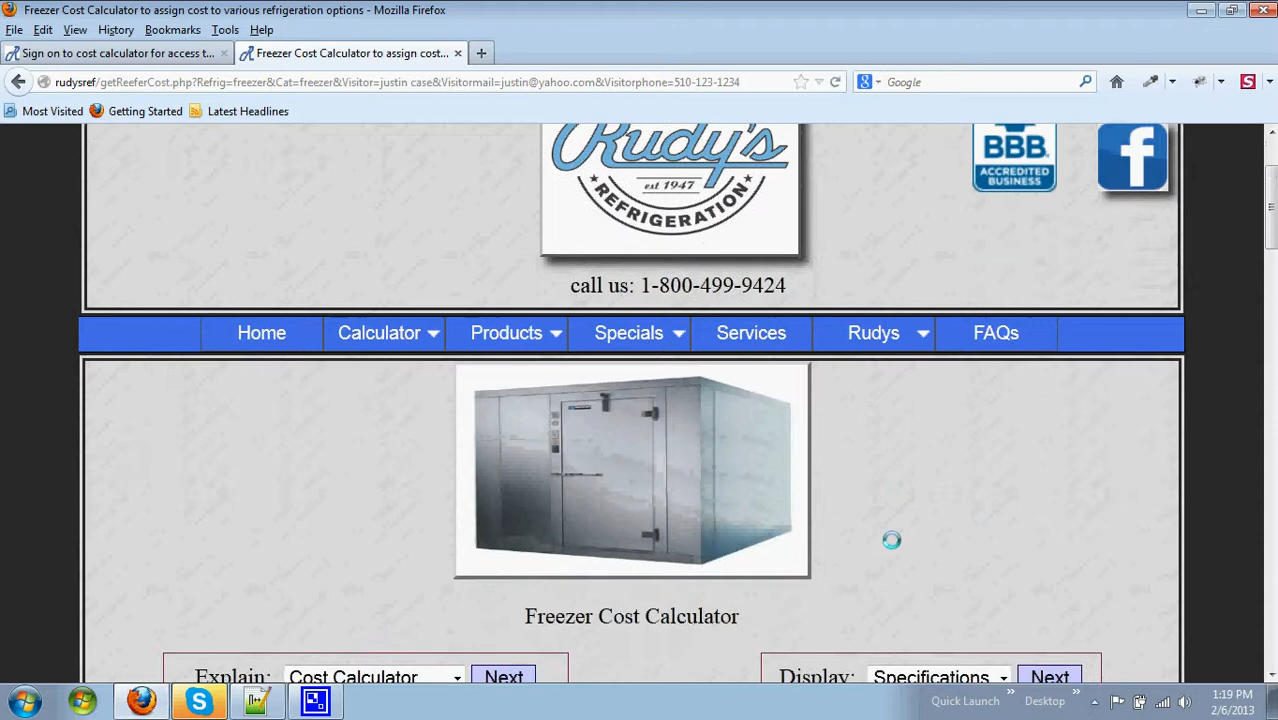 Freezer Cost Calculator to assign cost to various refrigeration options - Mozilla Firefox
File Edit View History Bookmarks Tools Help
Sign on to cost calculator for access t...
Freezer Cost Calculator to assign cost...
rudysref/getReeferCost.php?Refrig=freezer&Cat=freezer&Visitor=justin case&Visitormail=justin@yahoo.com&Visitorphone=510-123-1234
Google
Most Visited Getting Started Latest Headlines
Rudy's
est 1947
REFRIGERATION
BBB
ACCREDITED
BUSINESS
call us: 1-800-499-9424
Home Calculator Products Specials Services Rudys FAQs
Freezer Cost Calculator
Explain: Cost Calculator Next
Display: Specifications Next
Quick Launch » Desktop »
1:19 PM
2/6/2013